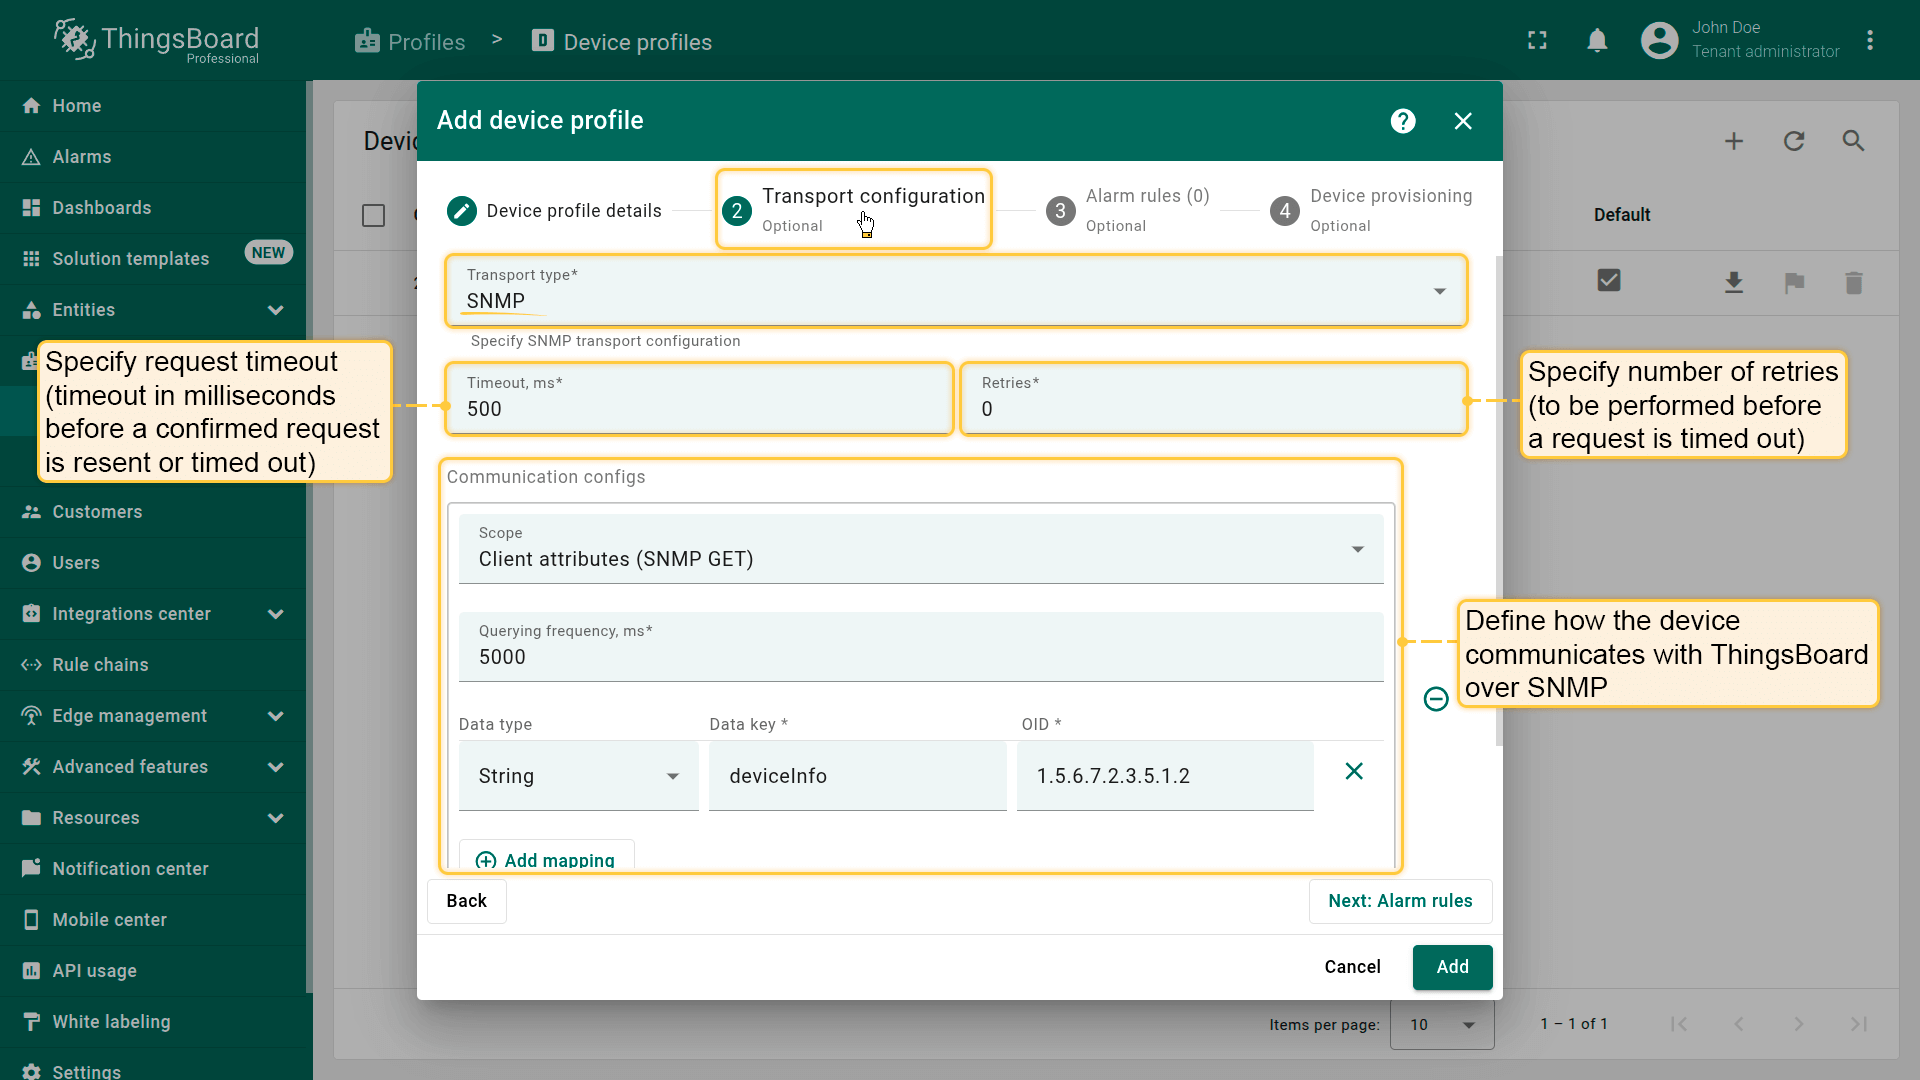 ThingsBoard
Professional
Profiles > Device profiles
John Doe
Tenant administrator
Home
Alarms
Dashboards
Solution templates NEW
Entities
Customers
Users
Integrations center
Rule chains
Edge management
Advanced features
Resources
Notification center
Mobile center
API usage
White labeling
Settings
Add device profile
Device profile details
2 Transport configuration
Optional
3 Alarm rules (0)
Optional
4 Device provisioning
Optional
Default
Transport type*
SNMP
Specify SNMP transport configuration
Timeout, ms*
500
Retries*
0
Specify request timeout
(timeout in milliseconds
before a confirmed request
is resent or timed out)
Specify number of retries
(to be performed before
a request is timed out)
Communication configs
Scope
Client attributes (SNMP GET)
Querying frequency, ms*
5000
Define how the device
communicates with ThingsBoard
over SNMP
Data type Data key * OID *
String deviceInfo 1.5.6.7.2.3.5.1.2
Add mapping
Back
Next: Alarm rules
Cancel
Add
Items per page: 10 1 – 1 of 1